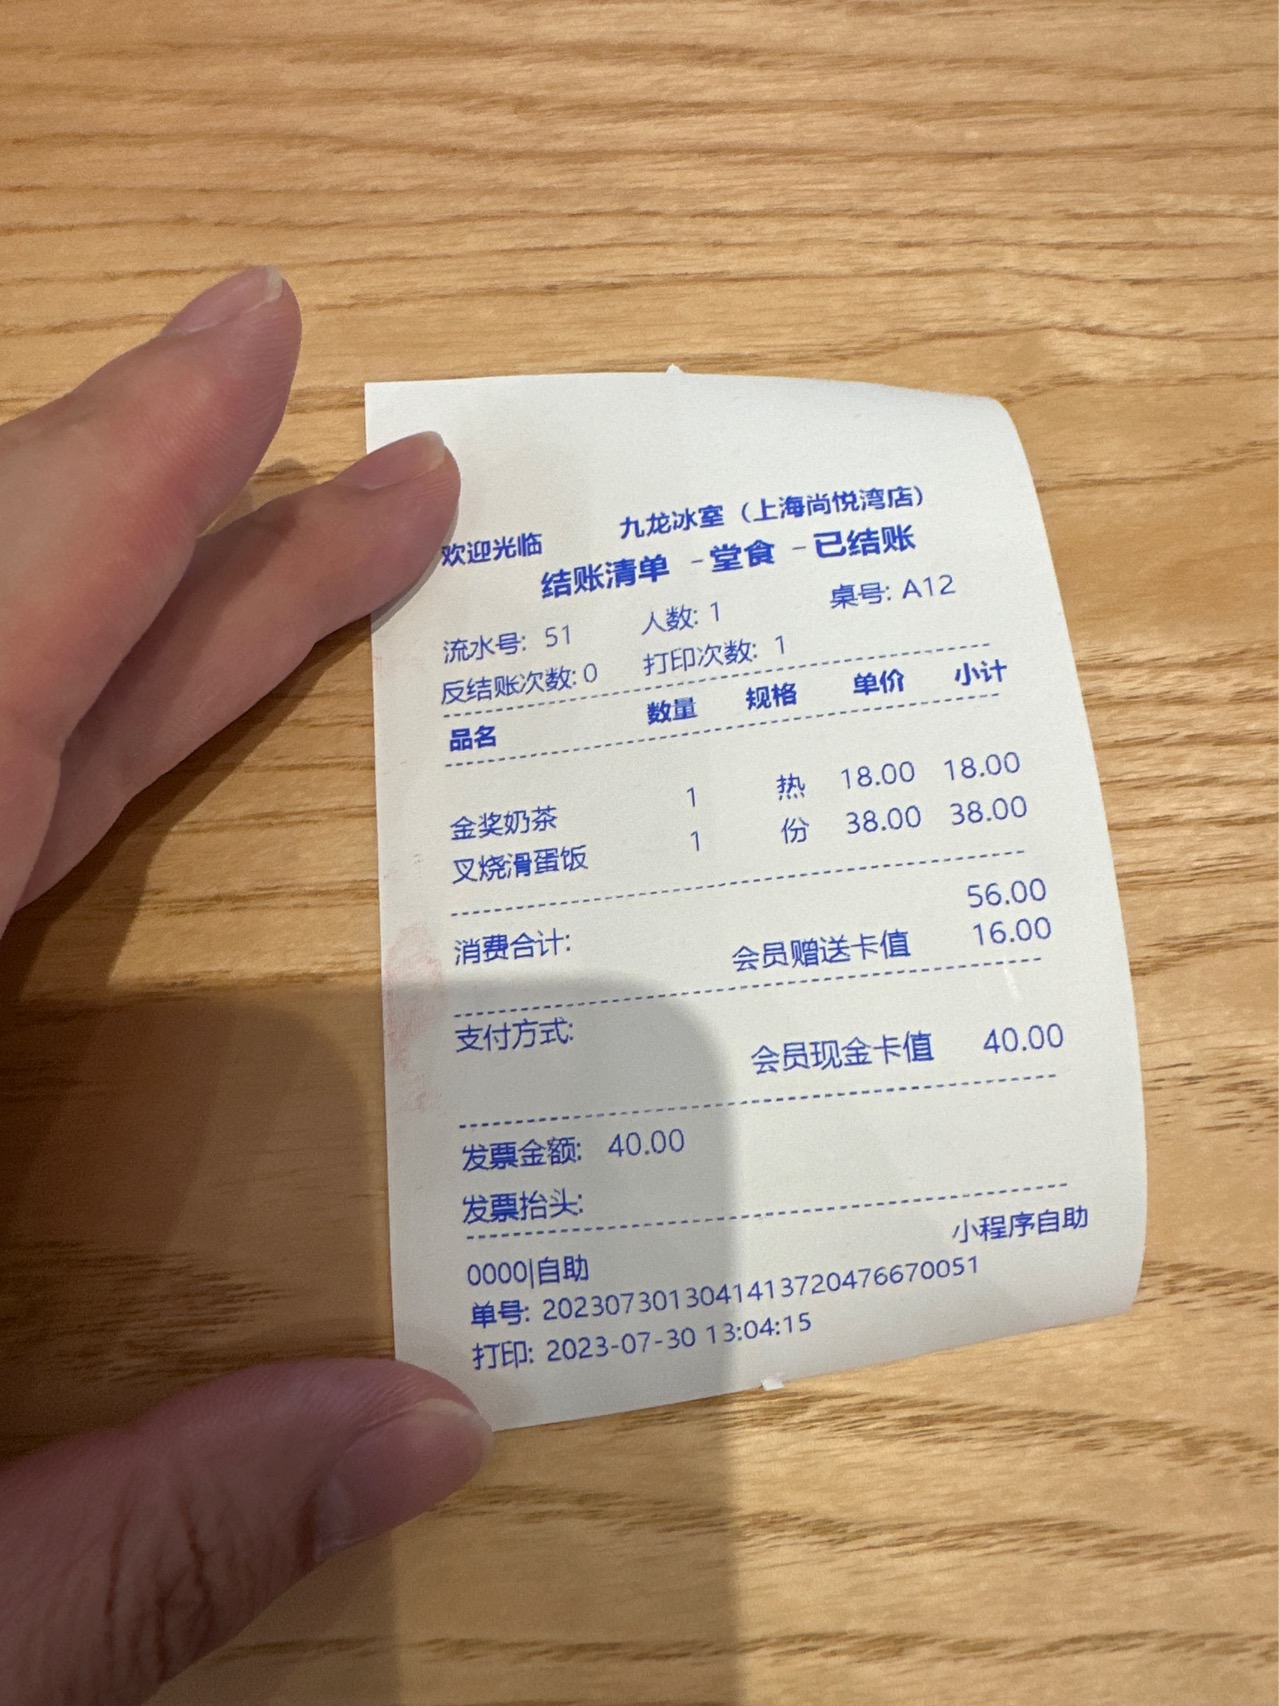 欢迎光临 九龙冰室（上海尚悦湾店）
结账清单 -堂食 -已结账
流水号: 51 人数: 1 桌号: A12
反结账次数: 0 打印次数: 1
品名 数量 规格 单价 小计
金奖奶茶 1 热 18.00 18.00
叉烧滑蛋饭 1 份 38.00 38.00
消费合计: 56.00
会员赠送卡值 16.00
支付方式:
会员现金卡值 40.00
发票金额: 40.00
发票抬头:
0000|自助 小程序自助
单号: 2023073013041413720476670051
打印: 2023-07-30 13:04:15